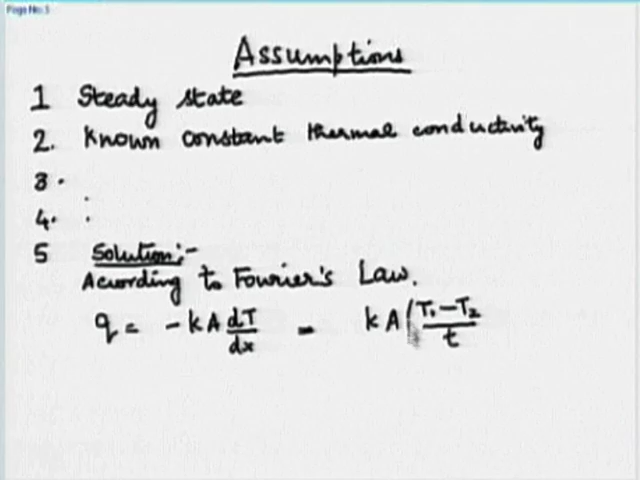 Page No: 5
Assumptions
1 Steady state
2. Known constant thermal conductivity
3.
4. :
5 Solution:-
According to Fourier's Law.
q = -kA dT/dx = kA (T₁-T₂/t